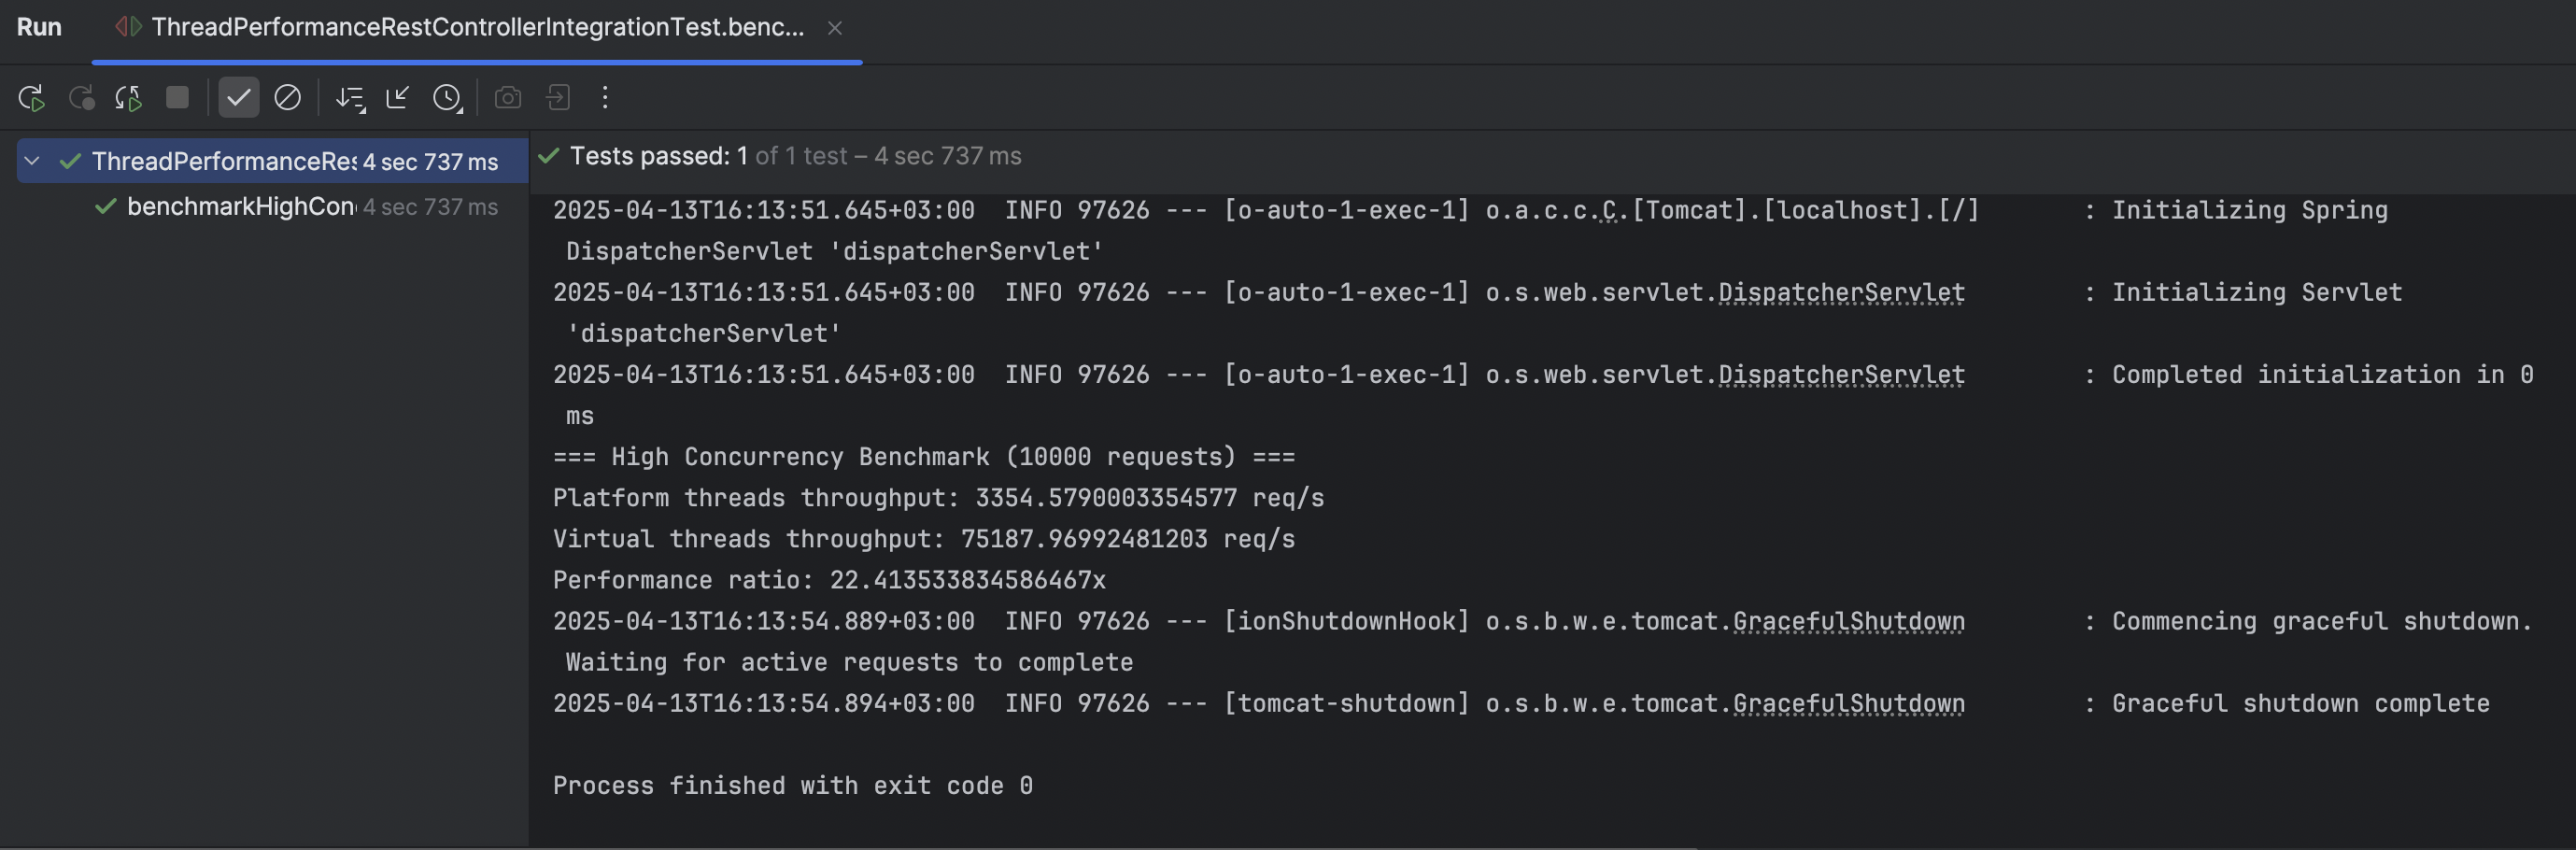 Run
ThreadPerformanceRestControllerIntegrationTest.benc...
ThreadPerformanceRes 4 sec 737 ms
benchmarkHighCon 4 sec 737 ms
Tests passed: 1 of 1 test – 4 sec 737 ms
2025-04-13T16:13:51.645+03:00  INFO 97626 --- [o-auto-1-exec-1] o.a.c.c.C.[Tomcat].[localhost].[/]       : Initializing Spring
DispatcherServlet 'dispatcherServlet'
2025-04-13T16:13:51.645+03:00  INFO 97626 --- [o-auto-1-exec-1] o.s.web.servlet.DispatcherServlet        : Initializing Servlet
'dispatcherServlet'
2025-04-13T16:13:51.645+03:00  INFO 97626 --- [o-auto-1-exec-1] o.s.web.servlet.DispatcherServlet        : Completed initialization in 0
ms
=== High Concurrency Benchmark (10000 requests) ===
Platform threads throughput: 3354.5790003354577 req/s
Virtual threads throughput: 75187.96992481203 req/s
Performance ratio: 22.413533834586467x
2025-04-13T16:13:54.889+03:00  INFO 97626 --- [ionShutdownHook] o.s.b.w.e.tomcat.GracefulShutdown        : Commencing graceful shutdown.
Waiting for active requests to complete
2025-04-13T16:13:54.894+03:00  INFO 97626 --- [tomcat-shutdown] o.s.b.w.e.tomcat.GracefulShutdown        : Graceful shutdown complete
Process finished with exit code 0